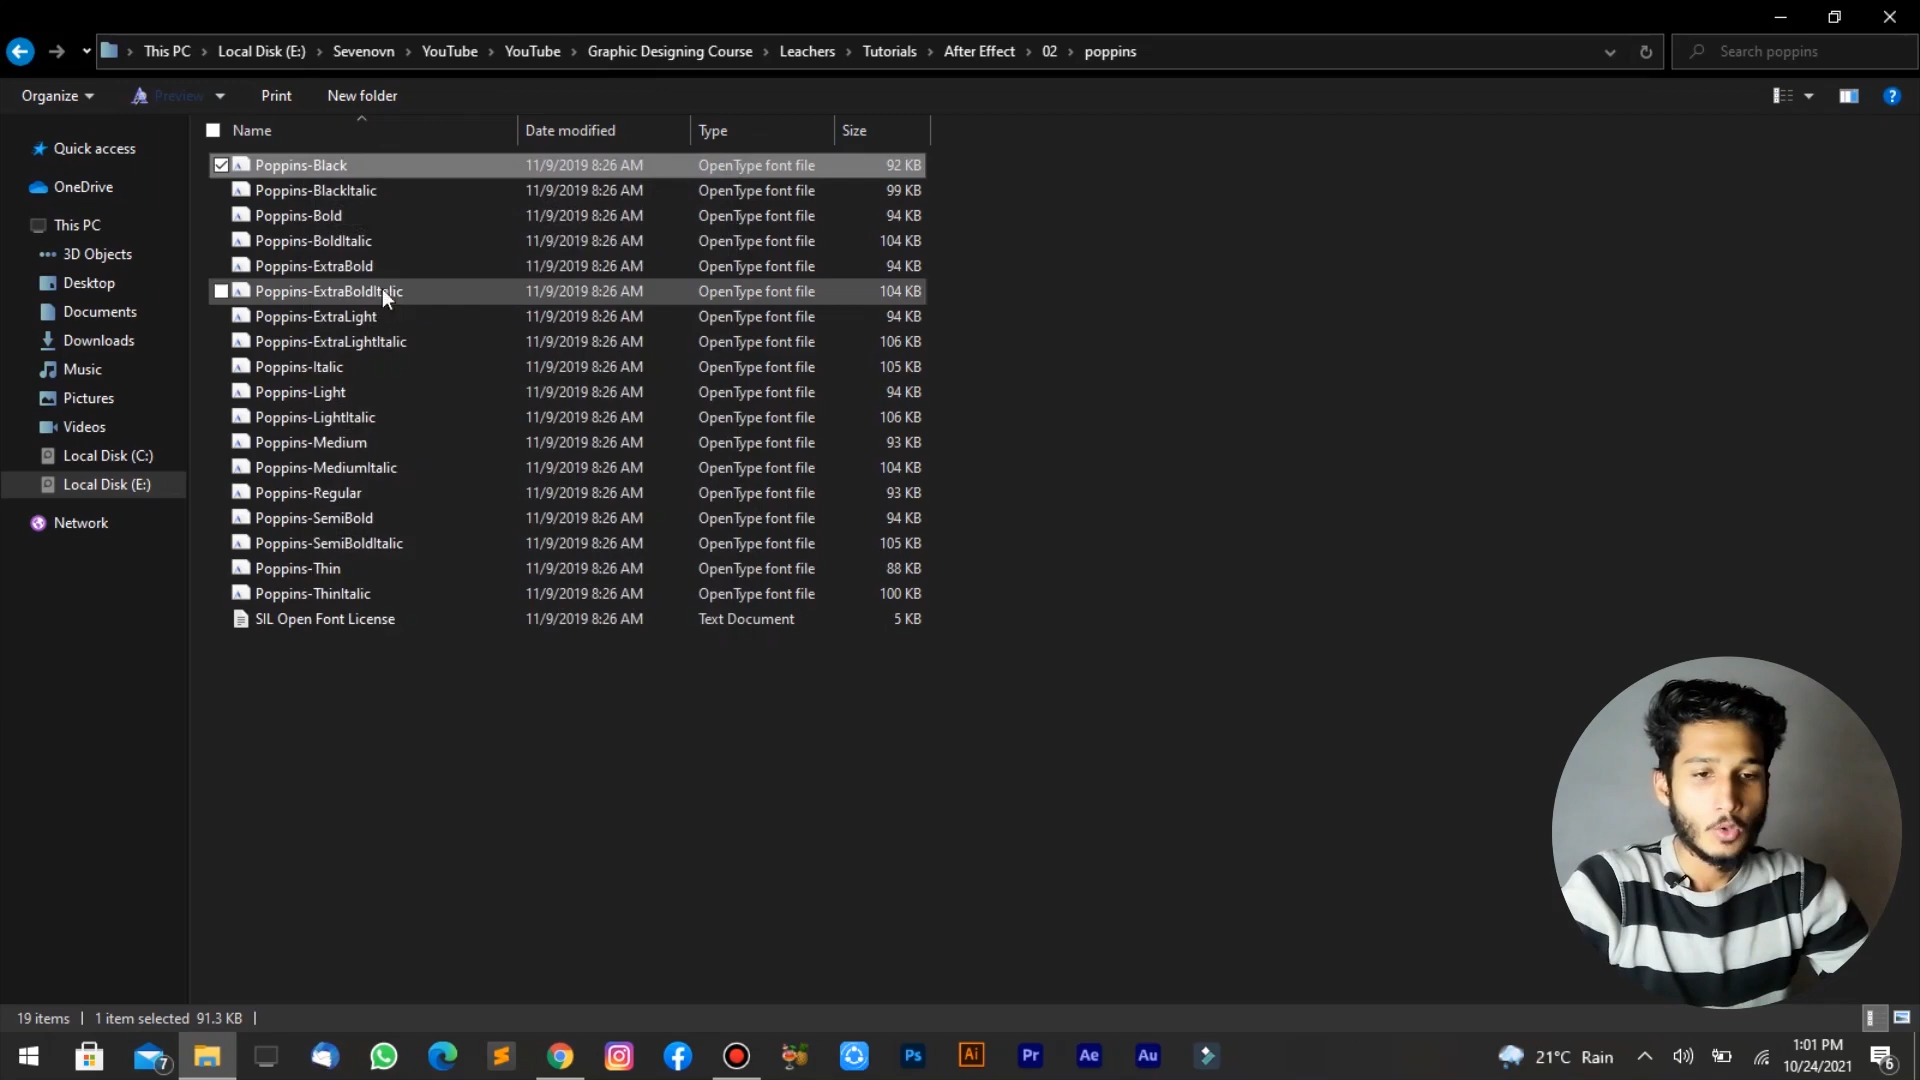 This PC > Local Disk (E:) > Sevenovn > YouTube > YouTube > Graphic Designing Course > Leachers > Tutorials > After Effect > 02 > poppins
Search poppins
Organize Preview Print New folder
Name Date modified Type Size
Quick access
OneDrive
This PC
3D Objects
Desktop
Documents
Downloads
Music
Pictures
Videos
Local Disk (C:)
Local Disk (E:)
Network
Poppins-Black 11/9/2019 8:26 AM OpenType font file 92 KB
Poppins-BlackItalic 11/9/2019 8:26 AM OpenType font file 99 KB
Poppins-Bold 11/9/2019 8:26 AM OpenType font file 94 KB
Poppins-BoldItalic 11/9/2019 8:26 AM OpenType font file 104 KB
Poppins-ExtraBold 11/9/2019 8:26 AM OpenType font file 94 KB
Poppins-ExtraBoldItalic 11/9/2019 8:26 AM OpenType font file 104 KB
Poppins-ExtraLight 11/9/2019 8:26 AM OpenType font file 94 KB
Poppins-ExtraLightItalic 11/9/2019 8:26 AM OpenType font file 106 KB
Poppins-Italic 11/9/2019 8:26 AM OpenType font file 105 KB
Poppins-Light 11/9/2019 8:26 AM OpenType font file 94 KB
Poppins-LightItalic 11/9/2019 8:26 AM OpenType font file 106 KB
Poppins-Medium 11/9/2019 8:26 AM OpenType font file 93 KB
Poppins-MediumItalic 11/9/2019 8:26 AM OpenType font file 104 KB
Poppins-Regular 11/9/2019 8:26 AM OpenType font file 93 KB
Poppins-SemiBold 11/9/2019 8:26 AM OpenType font file 94 KB
Poppins-SemiBoldItalic 11/9/2019 8:26 AM OpenType font file 105 KB
Poppins-Thin 11/9/2019 8:26 AM OpenType font file 88 KB
Poppins-ThinItalic 11/9/2019 8:26 AM OpenType font file 100 KB
SIL Open Font License 11/9/2019 8:26 AM Text Document 5 KB
19 items | 1 item selected 91.3 KB |
7 Ps Ai Pr Ae Au
21°C Rain
1:01 PM
10/24/2021
6